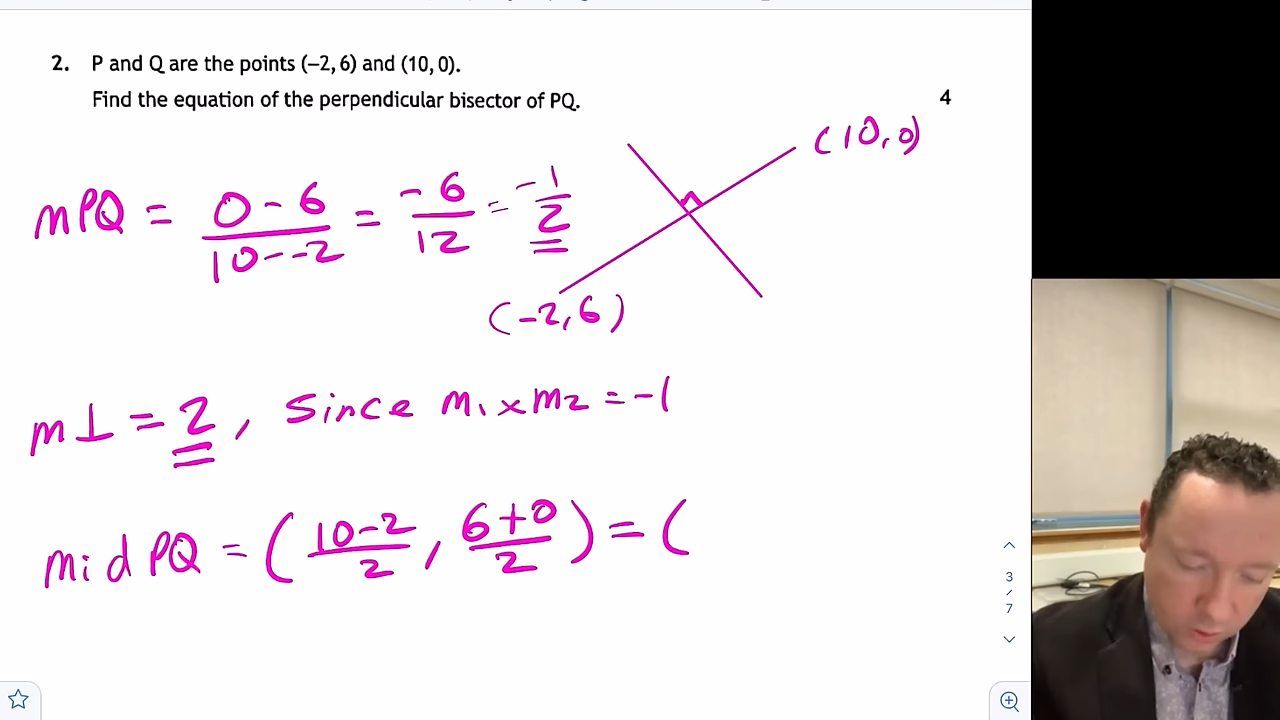 2. P and Q are the points (−2, 6) and (10, 0).
Find the equation of the perpendicular bisector of PQ.
4
(10,0)
mPQ = 0-6/10--2 = -6/12 = -1/2
(-2,6)
m⊥ = 2, since m₁×m₂=-1
mid PQ = (10-2/2, 6+0/2) = (
3
/
7